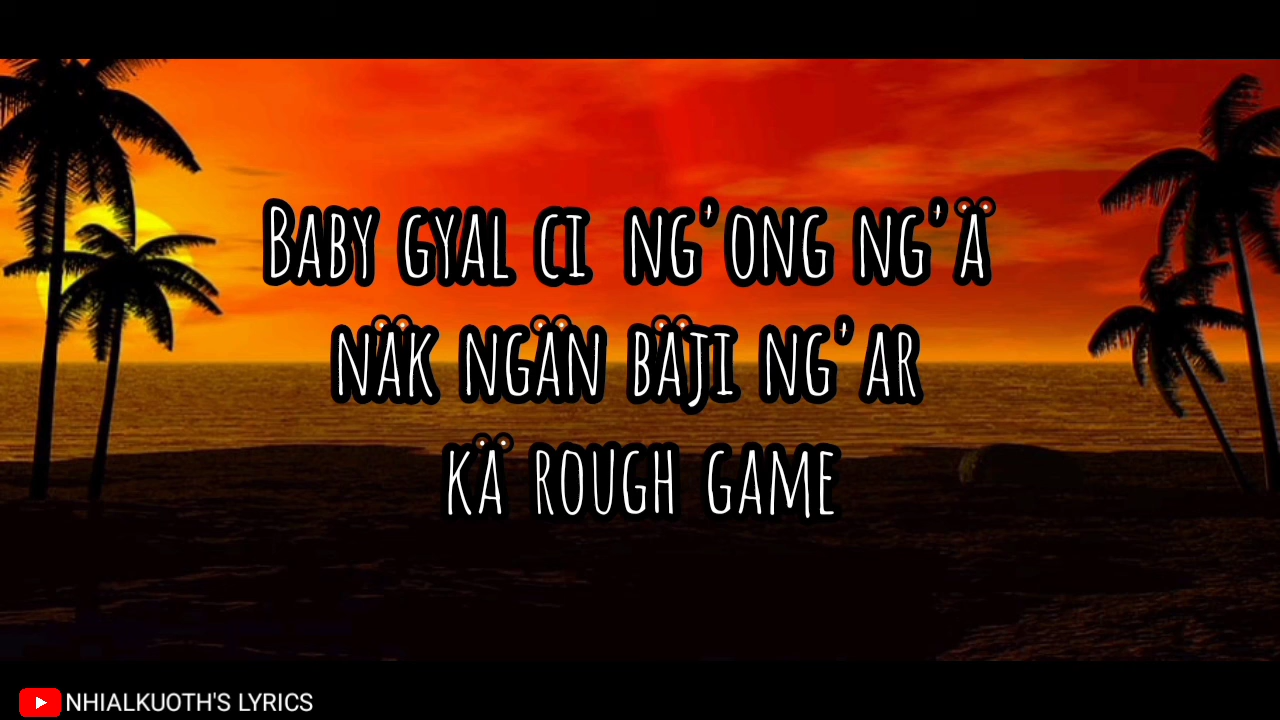 Baby gyal ci ng'ong ng'ä
näk ngän bäji ng'ar
kä rough game
NHIALKUOTH'S LYRICS